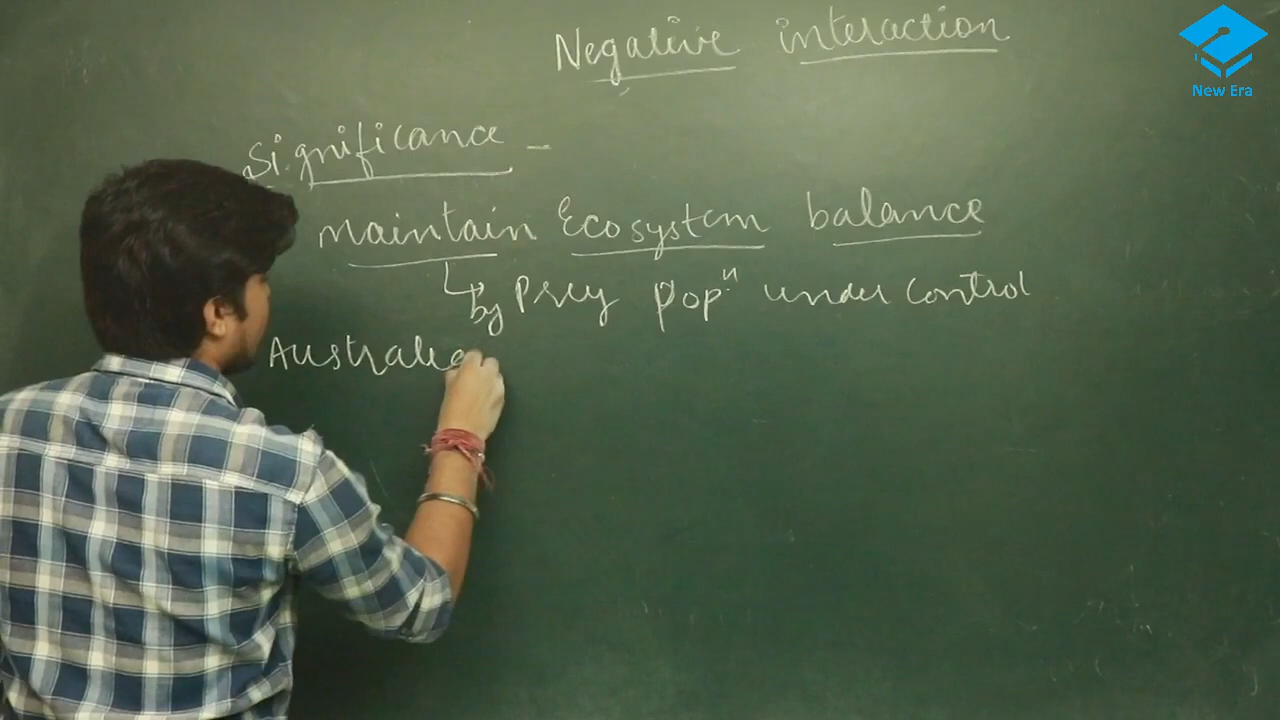 Negative interaction
New Era
Significance -
maintain Ecosystem balance
by Prey popn under control
Australia